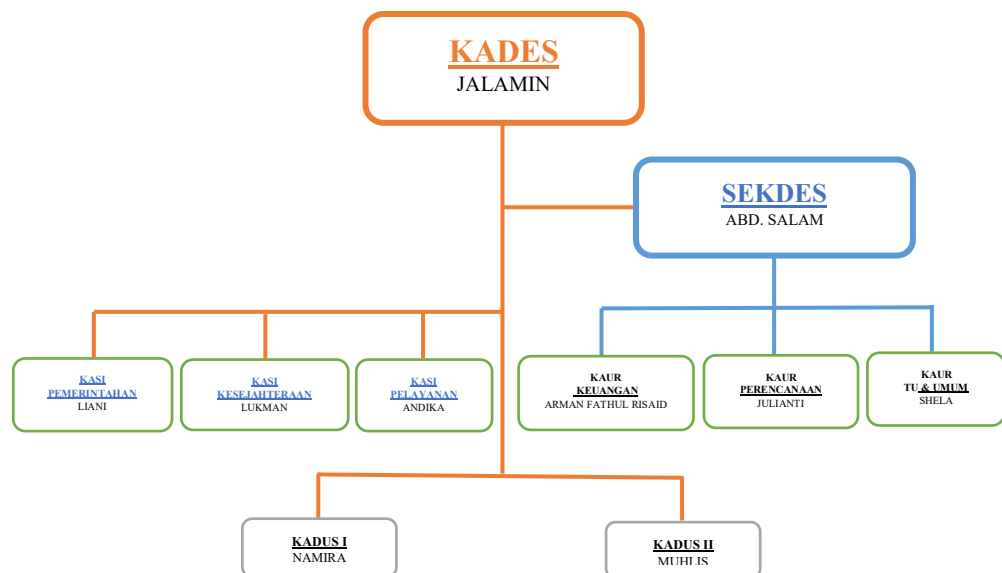 KADES
JALAMIN
SEKDES
ABD. SALAM
KASI
PEMERINTAHAN
LIANI
KASI
KESEJAHTERAAN
LUKMAN
KASI
PELAYANAN
ANDIKA
KAUR
KEUANGAN
ARMAN FATHUL RISAID
KAUR
PERENCANAAN
JULIANTI
KAUR
TU & UMUM
SHELA
KADUS I
NAMIRA
KADUS II
MUHLIS